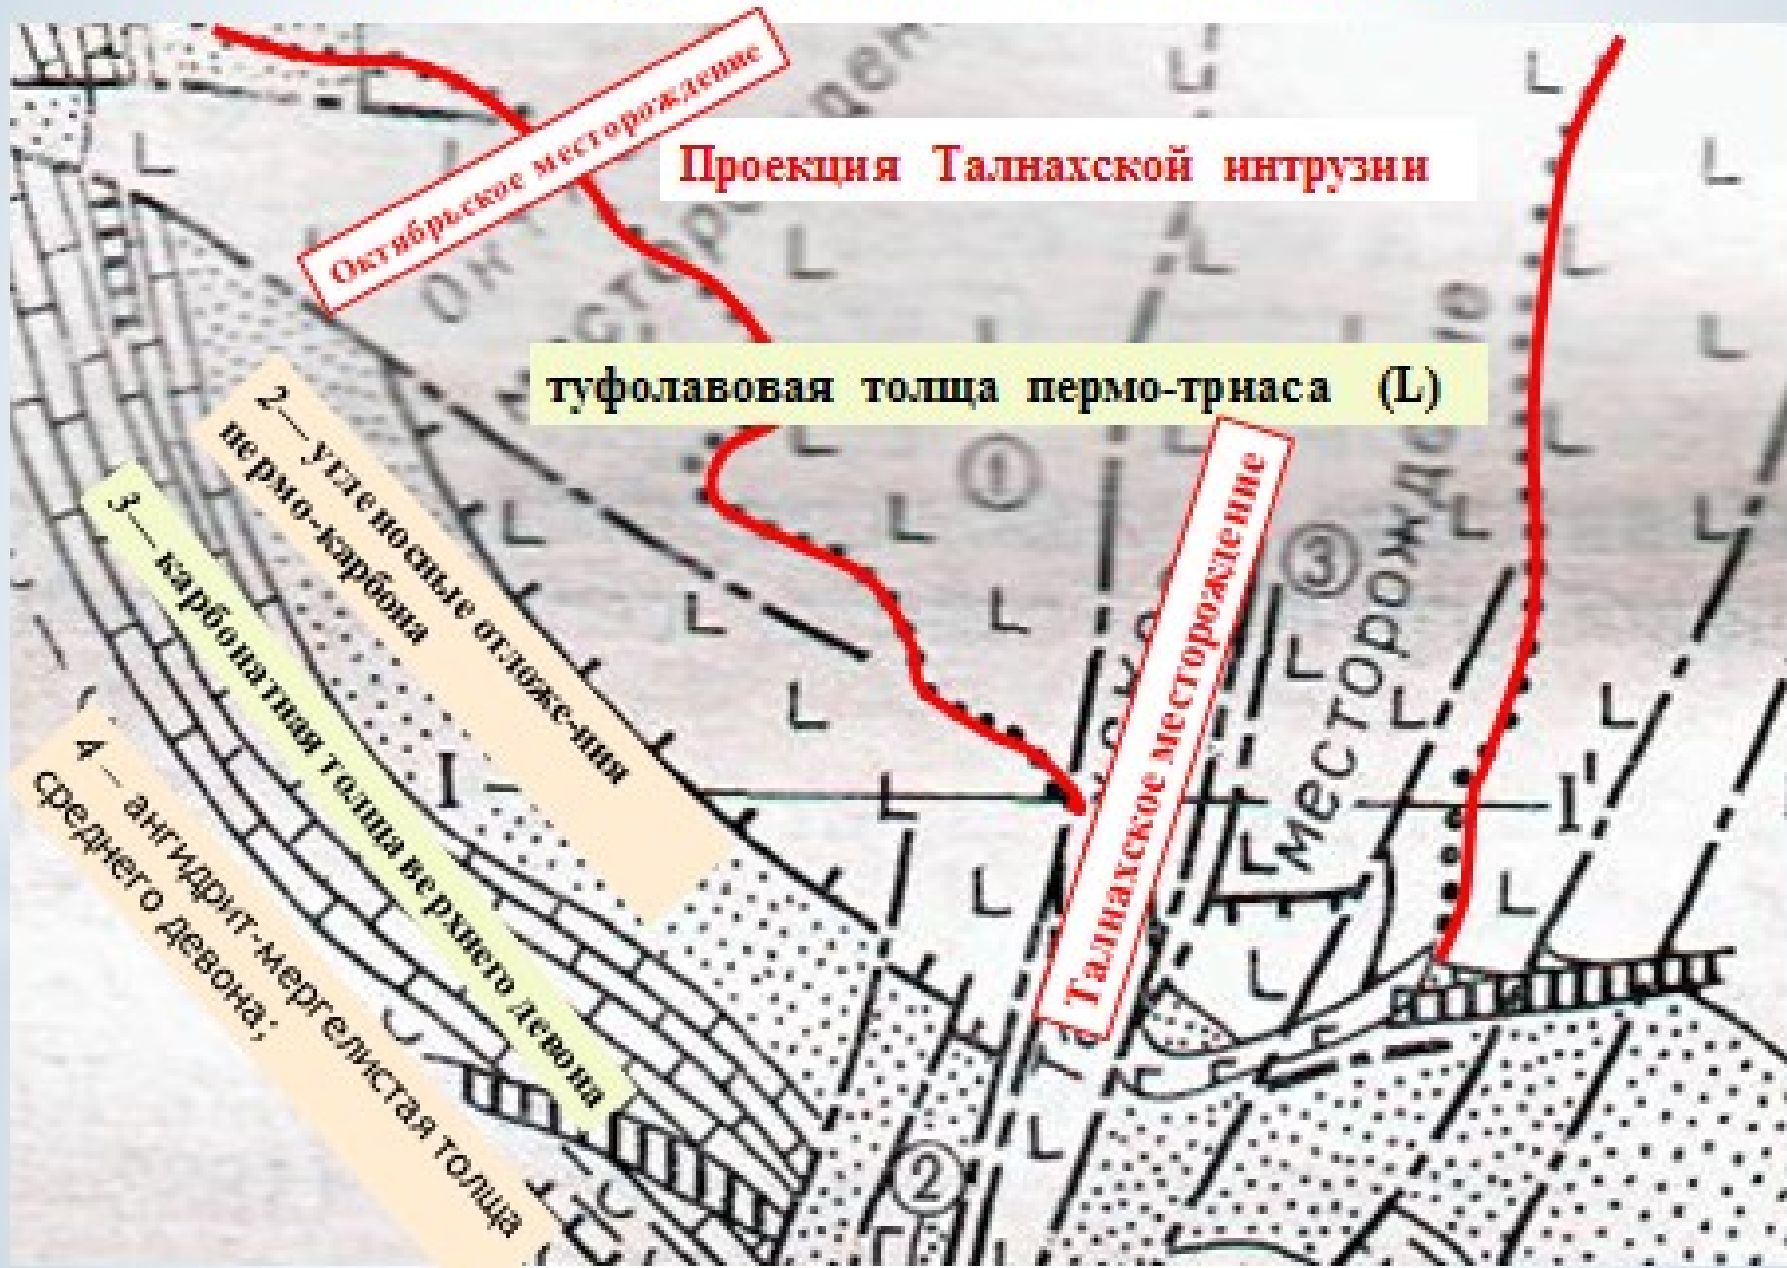 Октябрьское месторождение
Проекция Талнахской интрузии
туфолавовая толща пермо-триаса (L)
Талнахское месторождение
2— угленосные отложе-ния
пермо-карбона
3— карбонатная толща верхнего девона
4 — ангидрит-мергелистая толща
среднего девона;
1
3
месторождение
I
I'
2